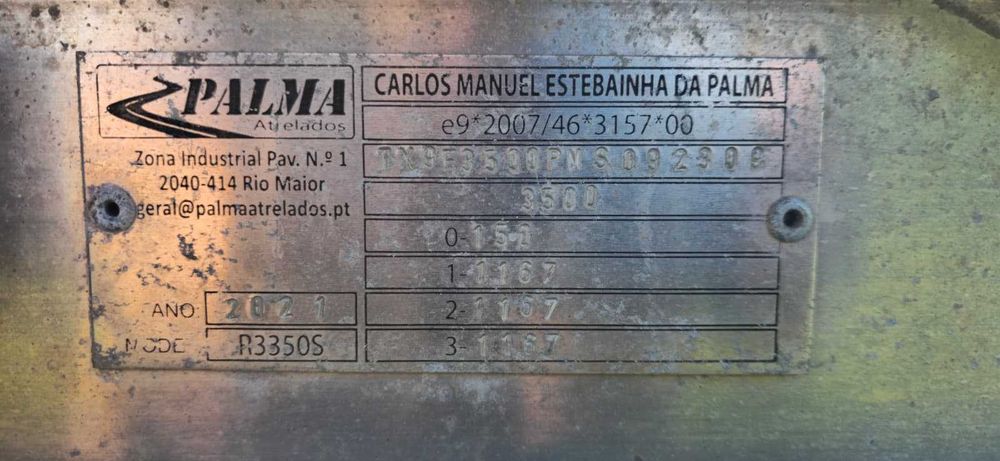 PALMA
Atrelados
Zona Industrial Pav. N.º 1
2040-414 Rio Maior
geral@palmaatrelados.pt
CARLOS MANUEL ESTEBAINHA DA PALMA
e9*2007/46*3157*00
3500
0-150
1-1167
ANO 2021
2-1167
MODE R3350S
3-1167